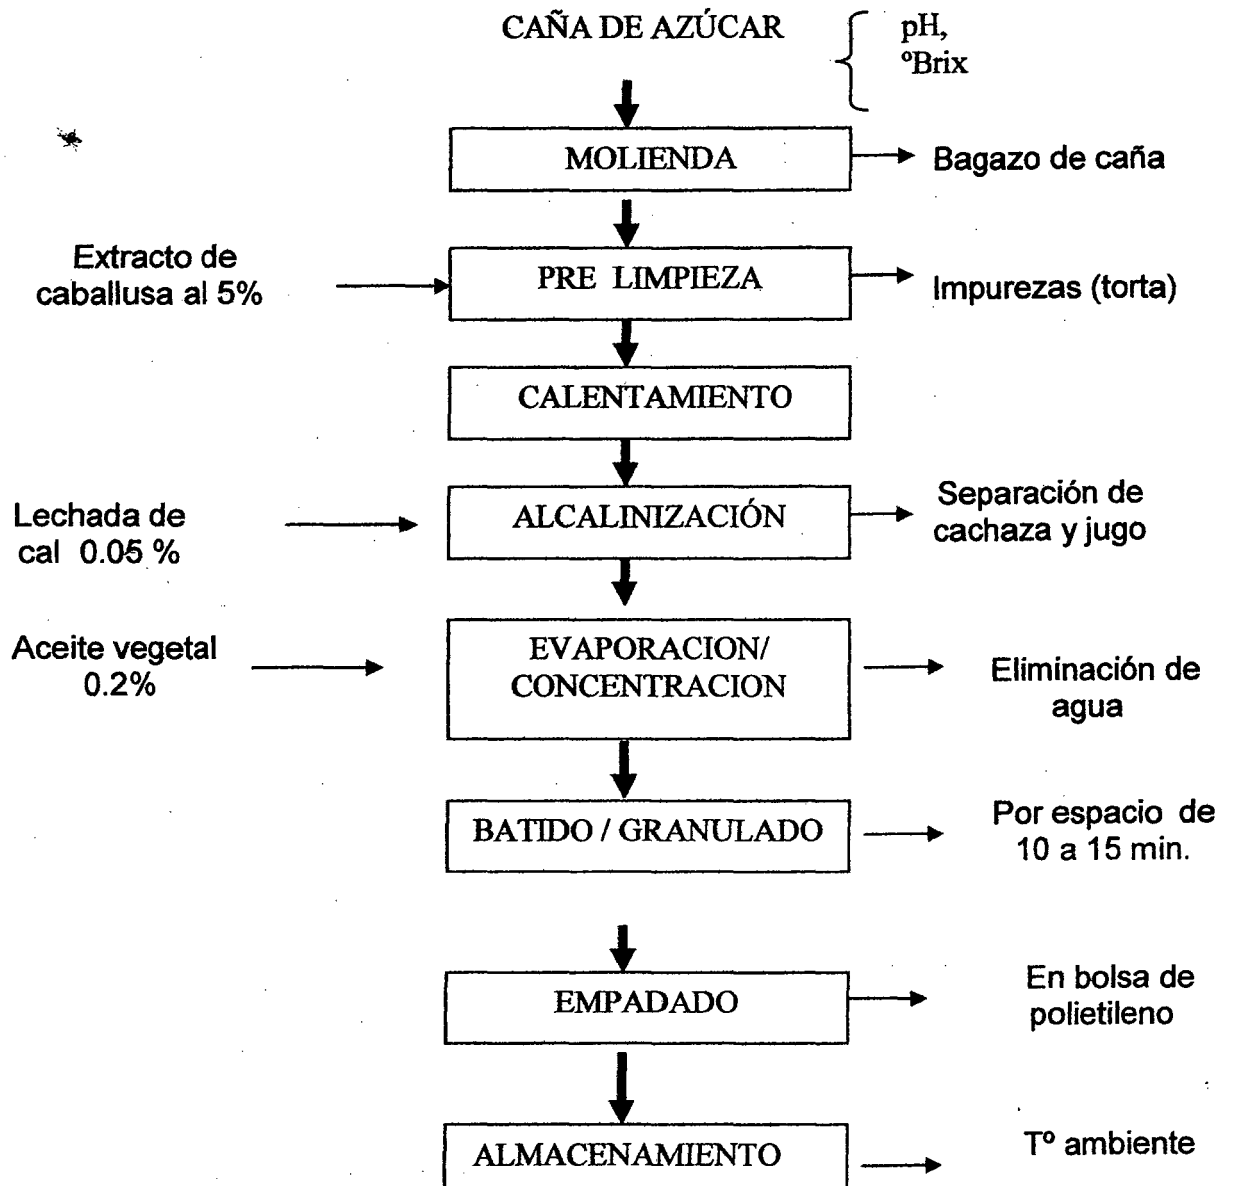 CAÑA DE AZÚCAR
pH,
ºBrix
MOLIENDA
Bagazo de caña
Extracto de
caballusa al 5%
PRE LIMPIEZA
Impurezas (torta)
CALENTAMIENTO
Lechada de
cal 0.05 %
ALCALINIZACIÓN
Separación de
cachaza y jugo
Aceite vegetal
0.2%
EVAPORACION/
CONCENTRACION
Eliminación de
agua
BATIDO / GRANULADO
Por espacio de
10 a 15 min.
EMPADADO
En bolsa de
polietileno
ALMACENAMIENTO
Tº ambiente